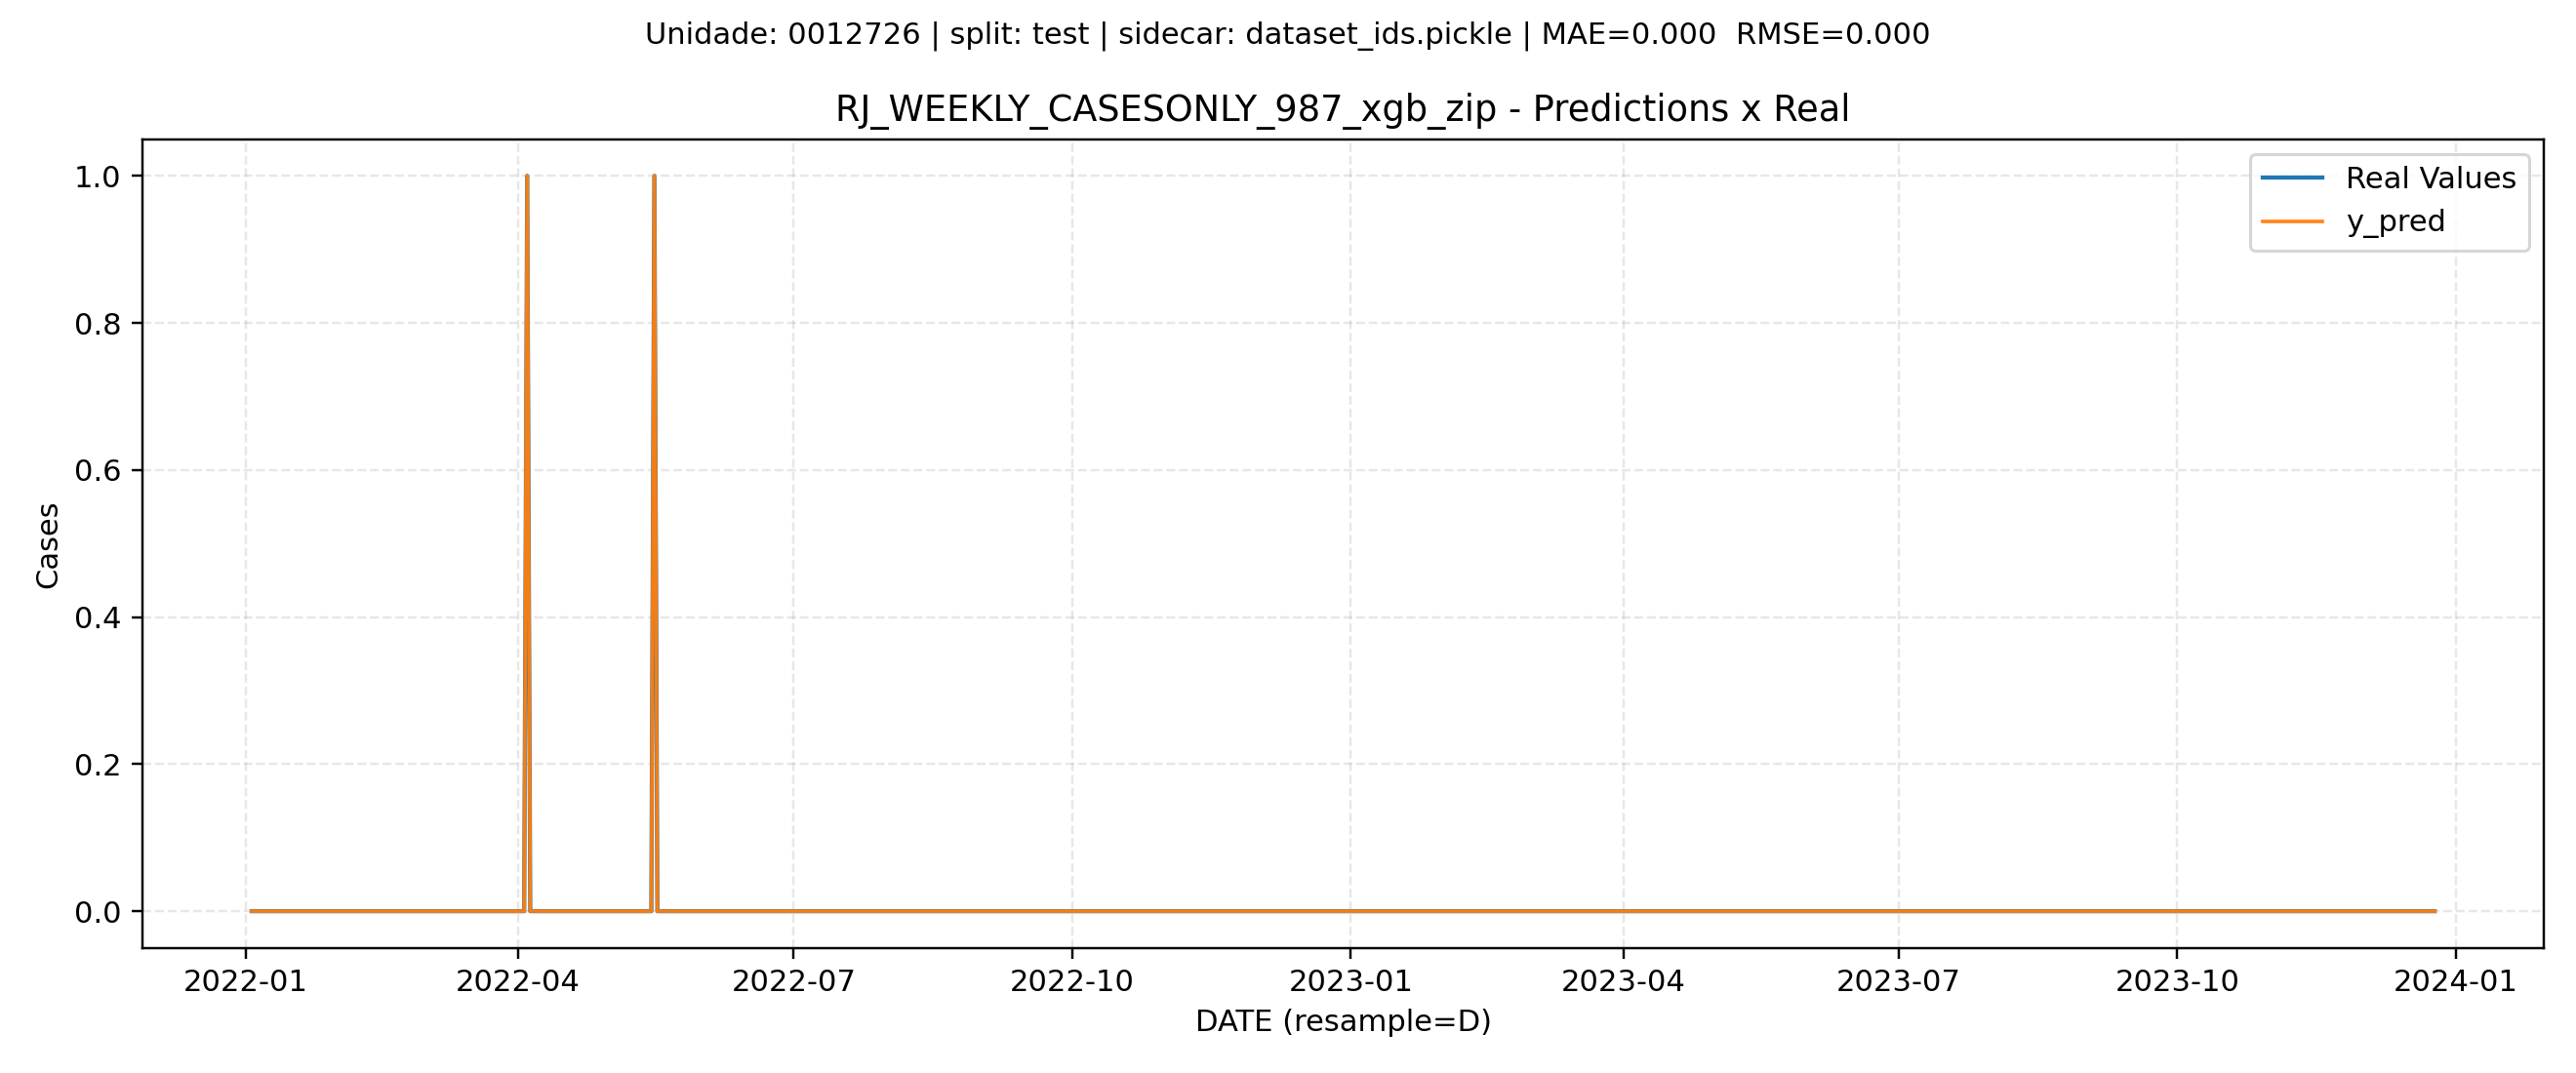 Unidade: 0012726 | split: test | sidecar: dataset_ids.pickle | MAE=0.000  RMSE=0.000
RJ_WEEKLY_CASESONLY_987_xgb_zip - Predictions x Real
Real Values
y_pred
1.0
0.8
0.6
0.4
0.2
0.0
Cases
2022-01
2022-04
2022-07
2022-10
2023-01
2023-04
2023-07
2023-10
2024-01
DATE (resample=D)